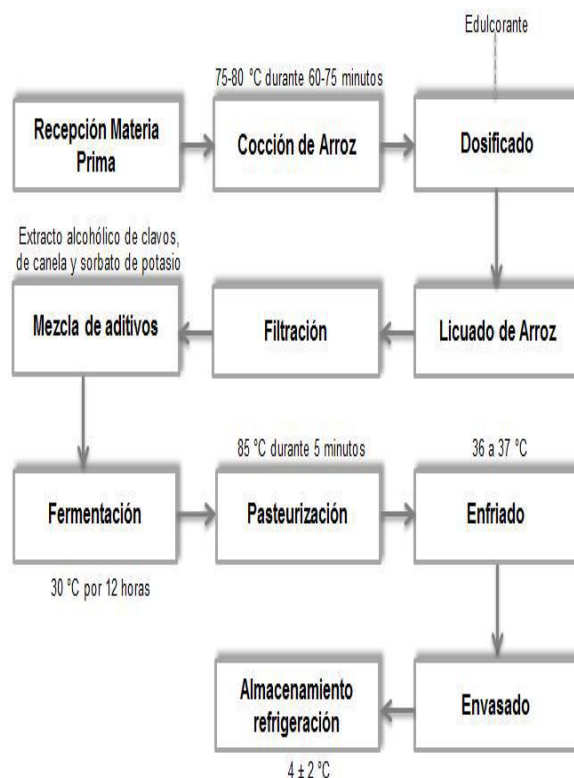 Edulcorante
75-80 °C durante 60-75 minutos
Recepción Materia
Prima
Cocción de Arroz
Dosificado
Extracto alcohólico de clavos,
de canela y sorbato de potasio
Mezcla de aditivos
Filtración
Licuado de Arroz
85 °C durante 5 minutos
36 a 37 °C
Fermentación
Pasteurización
Enfriado
30 °C por 12 horas
Almacenamiento
refrigeración
Envasado
4 ± 2 °C